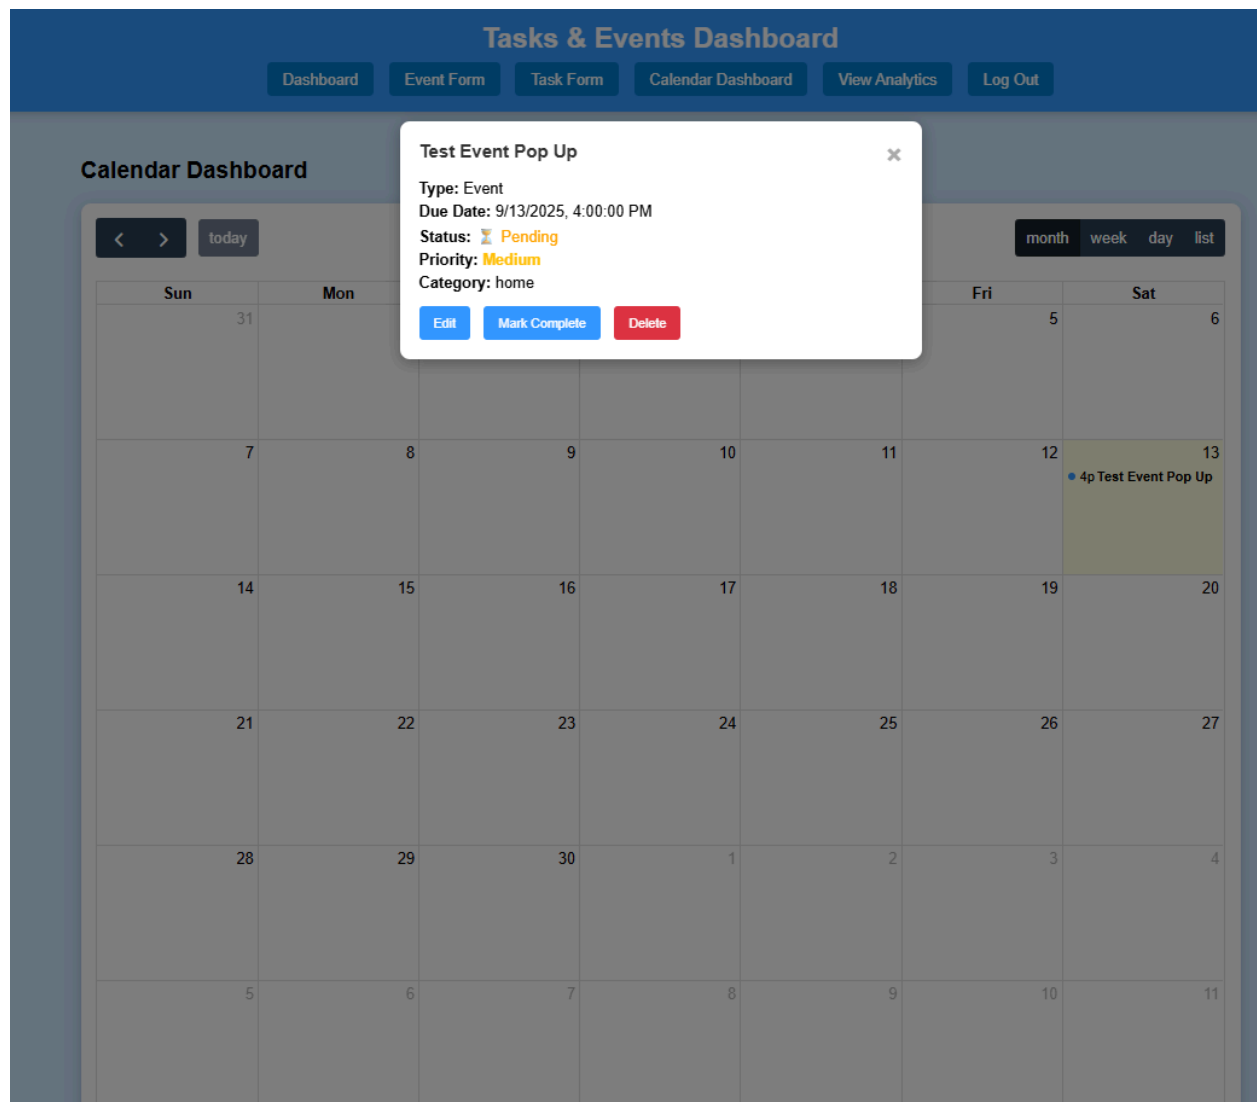 Tasks & Events Dashboard
Dashboard Event Form Task Form Calendar Dashboard View Analytics Log Out
Calendar Dashboard
Test Event Pop Up ×
Type: Event
Due Date: 9/13/2025, 4:00:00 PM
Status: ⏳ Pending
Priority: Medium
Category: home
Edit Mark Complete Delete
< > today month week day list
Sun Mon Fri Sat
31 5 6
7 8 9 10 11 12 13
4p Test Event Pop Up
14 15 16 17 18 19 20
21 22 23 24 25 26 27
28 29 30 1 2 3 4
5 6 7 8 9 10 11